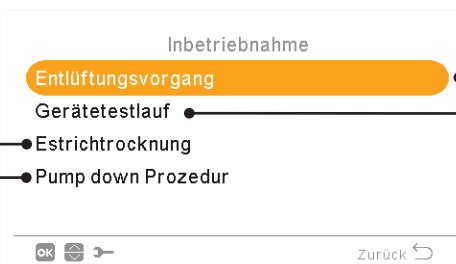 Inbetriebnahme
Entlüftungsvorgang
Gerätetestlauf
Estrichtrocknung
Pump down Prozedur
OK Zurück